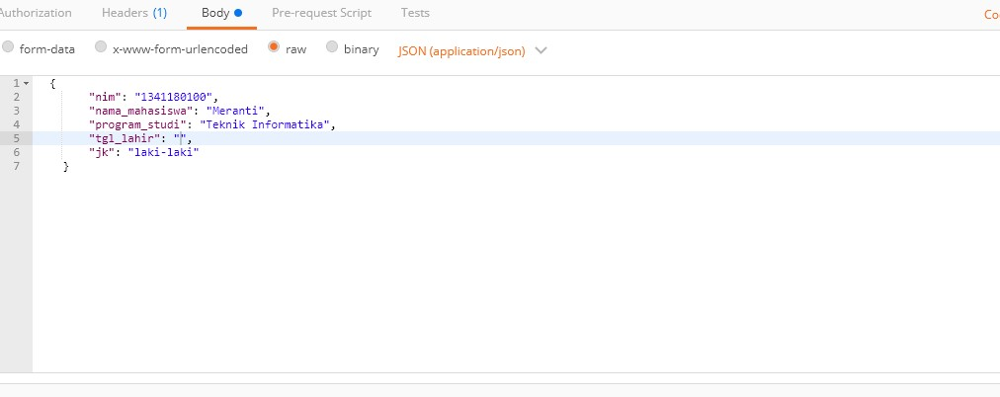 Authorization Headers (1) Body Pre-request Script Tests Co
form-data x-www-form-urlencoded raw binary JSON (application/json)
1 {
2 "nim": "1341180100",
3 "nama_mahasiswa": "Meranti",
4 "program_studi": "Teknik Informatika",
5 "tgl_lahir": "",
6 "jk": "laki-laki"
7 }